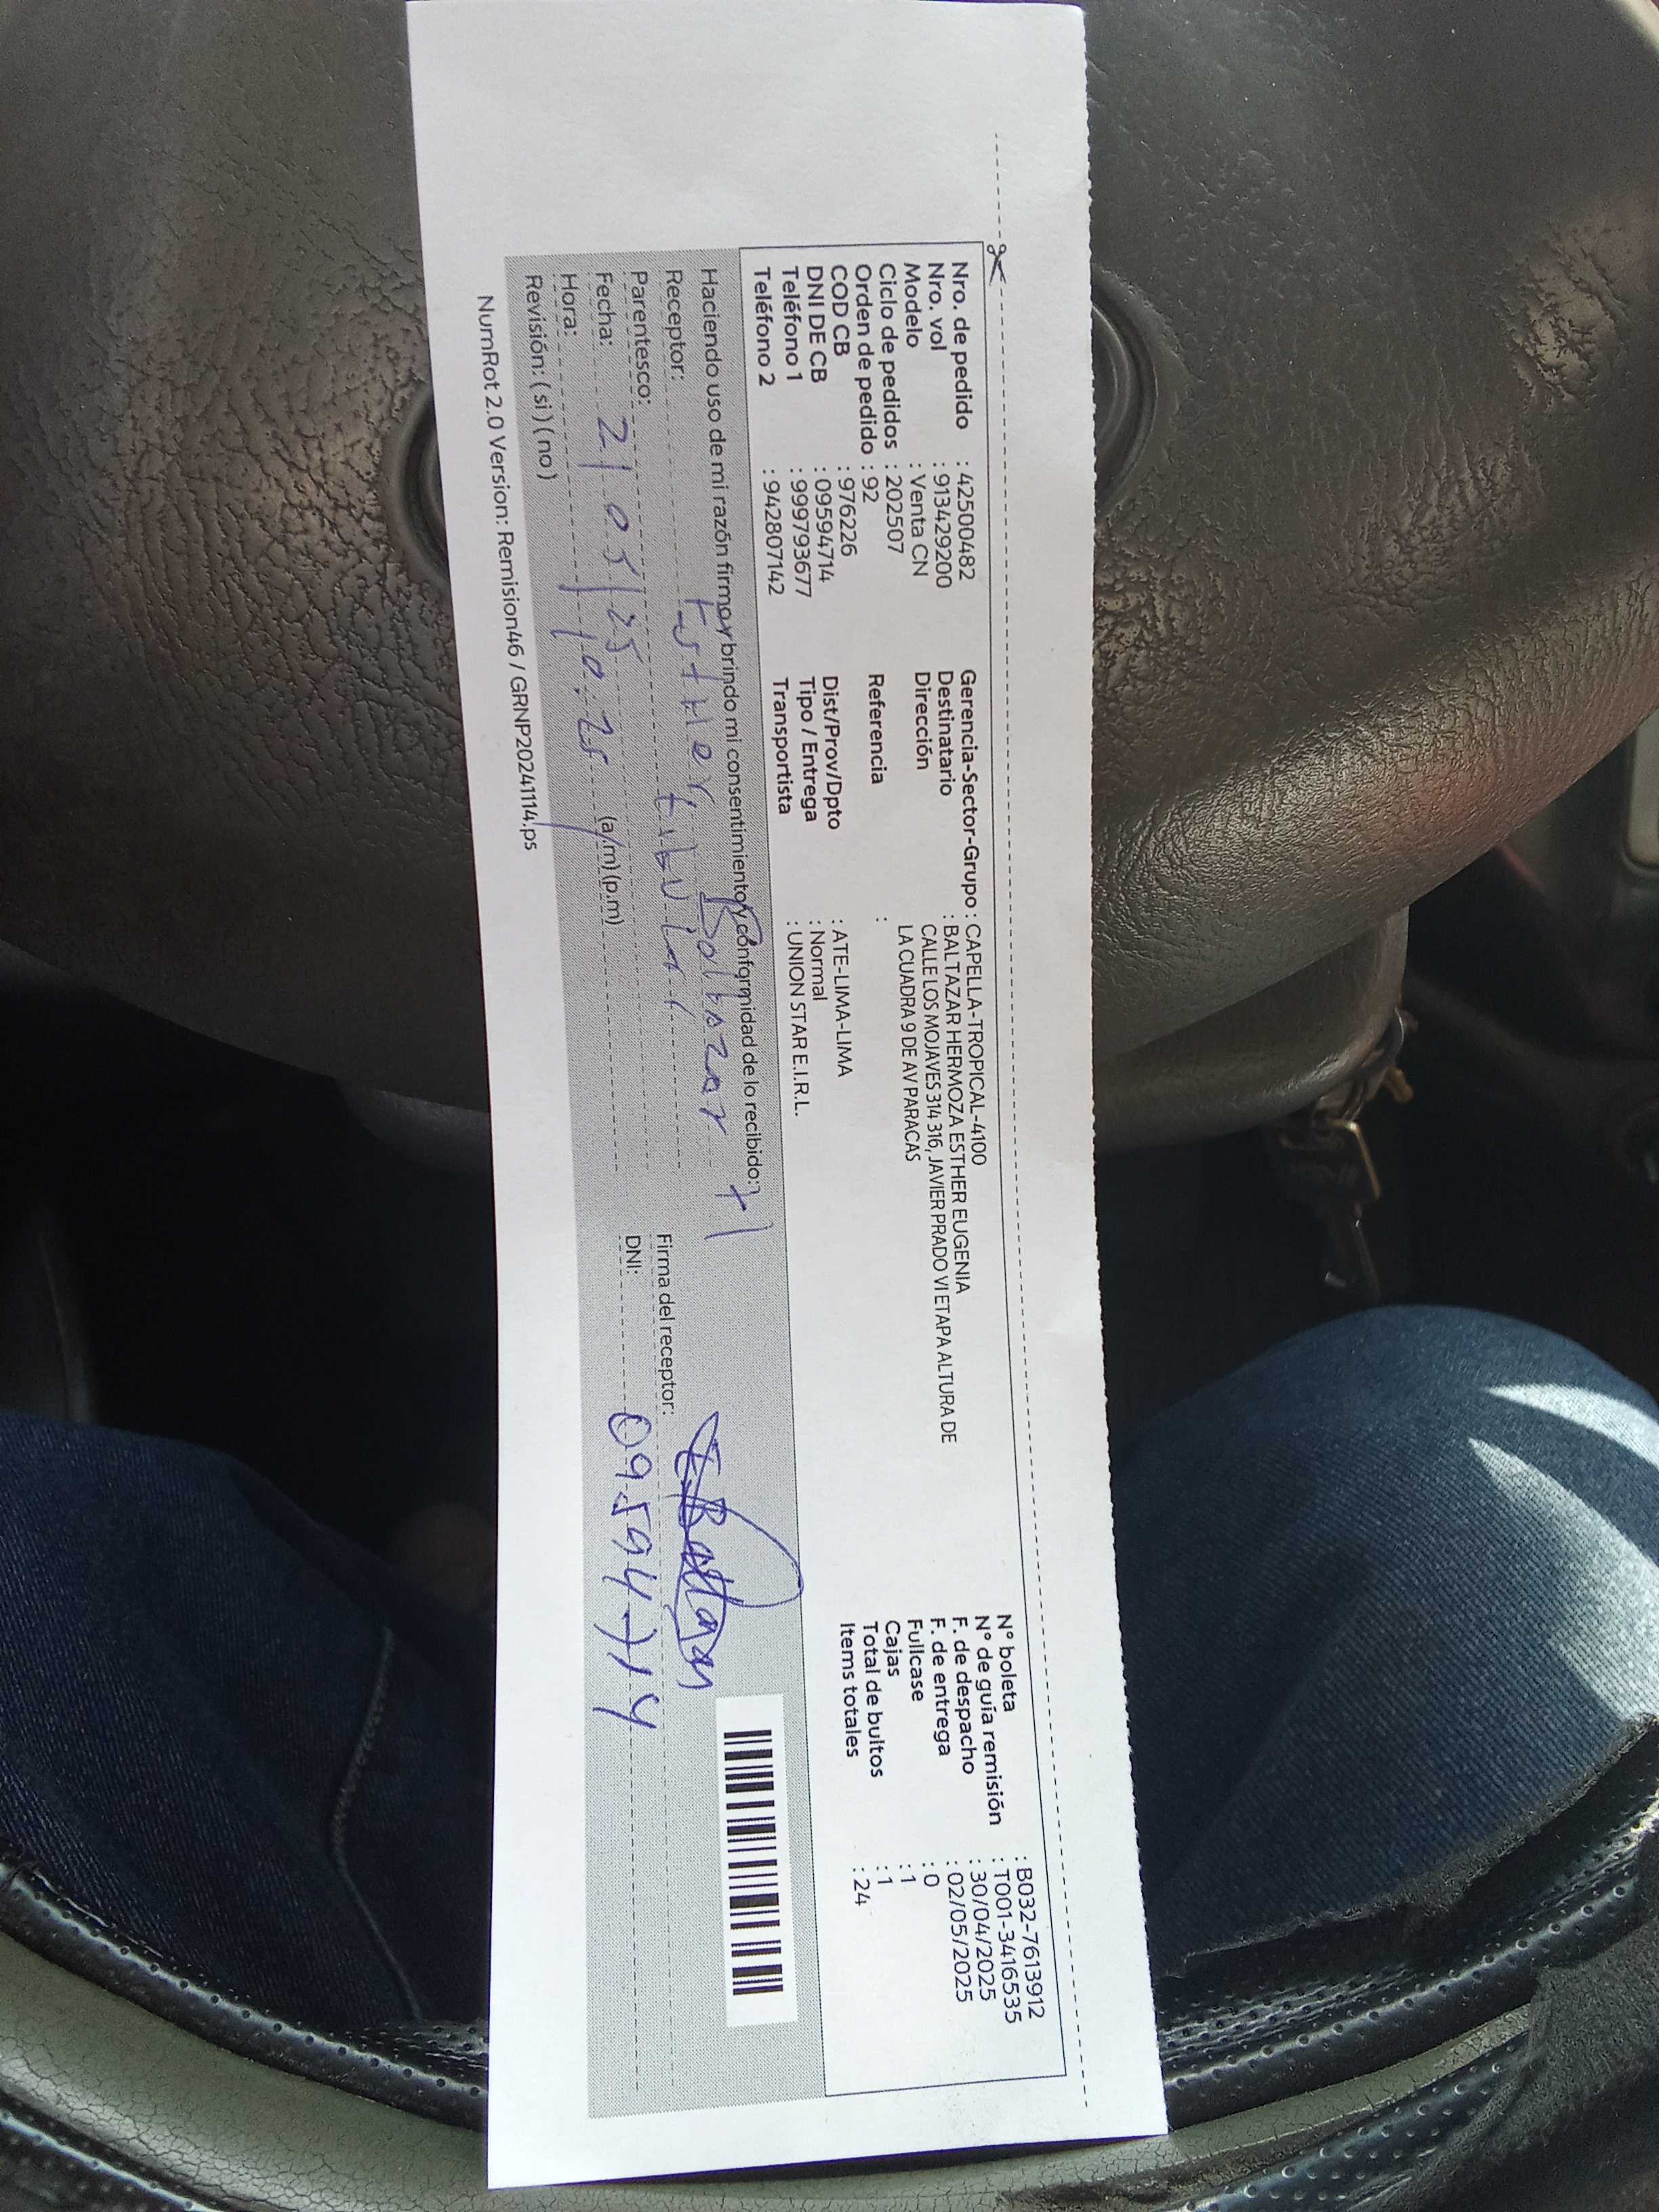 Nro. de pedido : 42500482
Nro. vol : 913429200
Modelo : Venta CN
Ciclo de pedidos : 202507
Orden de pedido : 92
COD CB : 976226
DNI DE CB : 09594714
Teléfono 1 : 999793677
Teléfono 2 : 942807142
Gerencia-Sector-Grupo : CAPELLA-TROPICAL-4100
Destinatario : BALTAZAR HERMOZA ESTHER EUGENIA
Dirección CALLE LOS MOJAVES 314 316, JAVIER PRADO VI ETAPA ALTURA DE
LA CUADRA 9 DE AV PARACAS
Referencia :
Dist/Prov/Dpto : ATE-LIMA-LIMA
Tipo / Entrega : Normal
Transportista : UNION STAR E.I.R.L.
N° boleta : B032-7613912
N° de guía remisión : T001-3416535
F. de despacho : 30/04/2025
F. de entrega : 02/05/2025
Fullcase : 0
Cajas : 1
Total de bultos : 1
Items totales : 24
Haciendo uso de mi razón firmo y brindo mi consentimiento y conformidad de lo recibido:
Receptor: Esther Baltazar H
Parentesco: titular
Fecha: 2/05/25
Hora: 10:25 (a.m) (p.m)
Revisión: (si) (no)
Firma del receptor: E.Baltazar
DNI: 09594714
NumRot 2.0 Version: Remision46 / GRNP20241114.ps